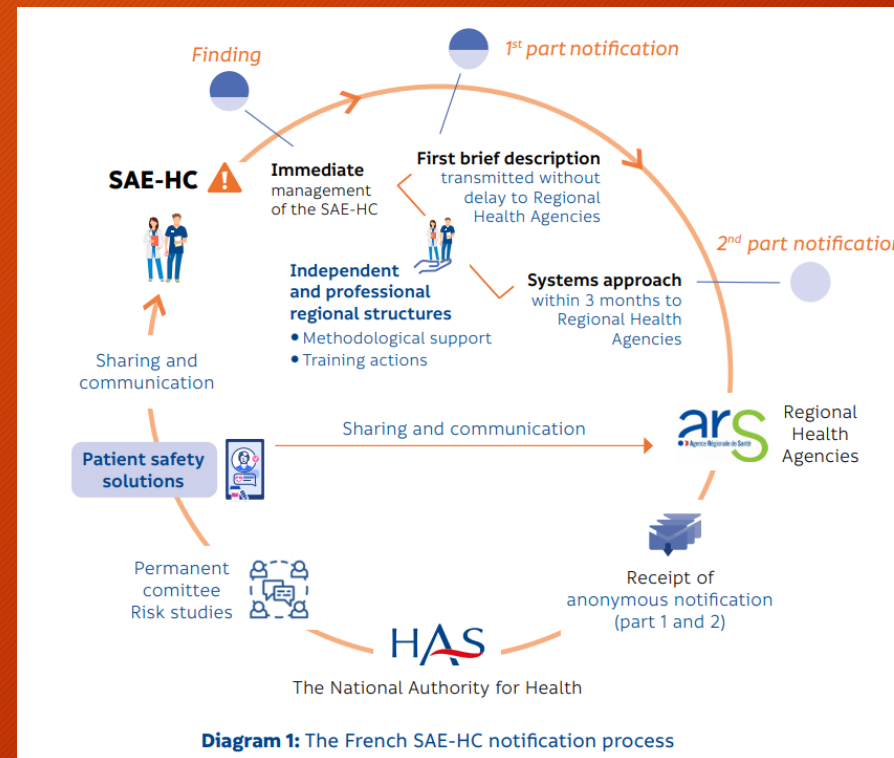 Finding
1st part notification
SAE-HC
Immediate
management
of the SAE-HC
First brief description
transmitted without
delay to Regional
Health Agencies
2nd part notification
Independent
and professional
regional structures
• Methodological support
• Training actions
Systems approach
within 3 months to
Regional Health
Agencies
Sharing and
communication
Sharing and communication
Patient safety
solutions
ars
Agence Régionale de Santé
Regional
Health
Agencies
Permanent
comittee
Risk studies
Receipt of
anonymous notification
(part 1 and 2)
HAS
The National Authority for Health
Diagram 1: The French SAE-HC notification process